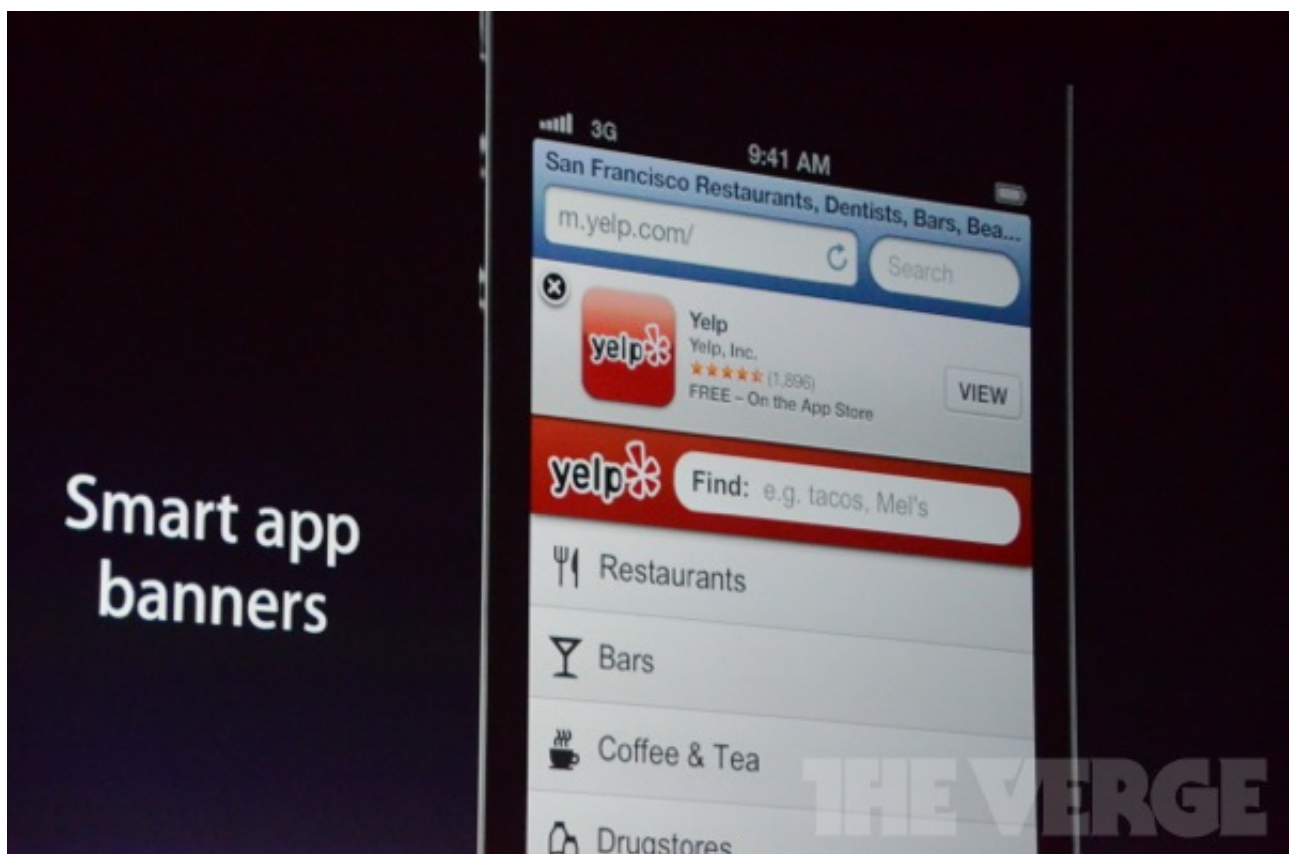 3G
9:41 AM
San Francisco Restaurants, Dentists, Bars, Bea...
m.yelp.com/
Search
yelp
Yelp
Yelp, Inc.
(1,896)
FREE – On the App Store
VIEW
yelp
Find: e.g. tacos, Mel's
Smart app
banners
Restaurants
Bars
Coffee & Tea
Drugstores
THE VERGE